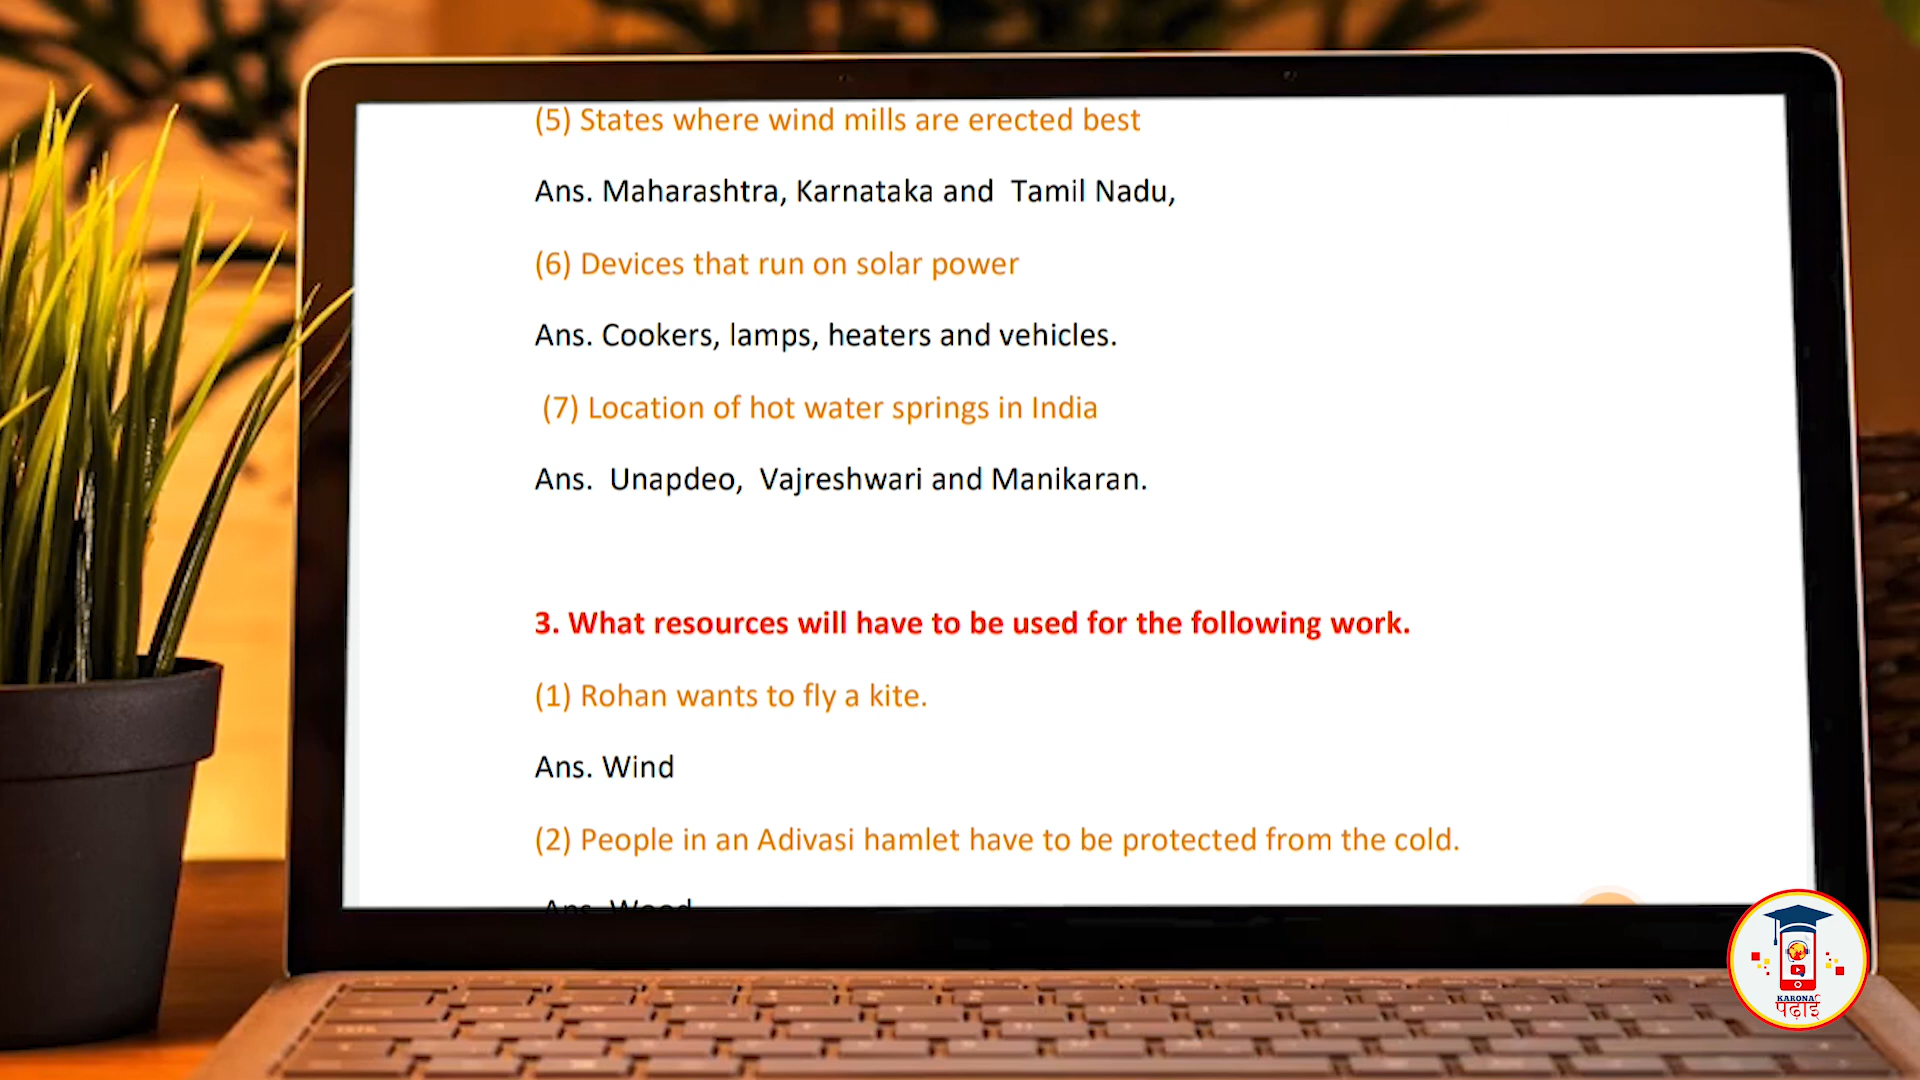 (5) States where wind mills are erected best
Ans. Maharashtra, Karnataka and Tamil Nadu,
(6) Devices that run on solar power
Ans. Cookers, lamps, heaters and vehicles.
(7) Location of hot water springs in India
Ans. Unapdeo, Vajreshwari and Manikaran.
3. What resources will have to be used for the following work.
(1) Rohan wants to fly a kite.
Ans. Wind
(2) People in an Adivasi hamlet have to be protected from the cold.
Ans. Wood
KARONA
पढ़ाई